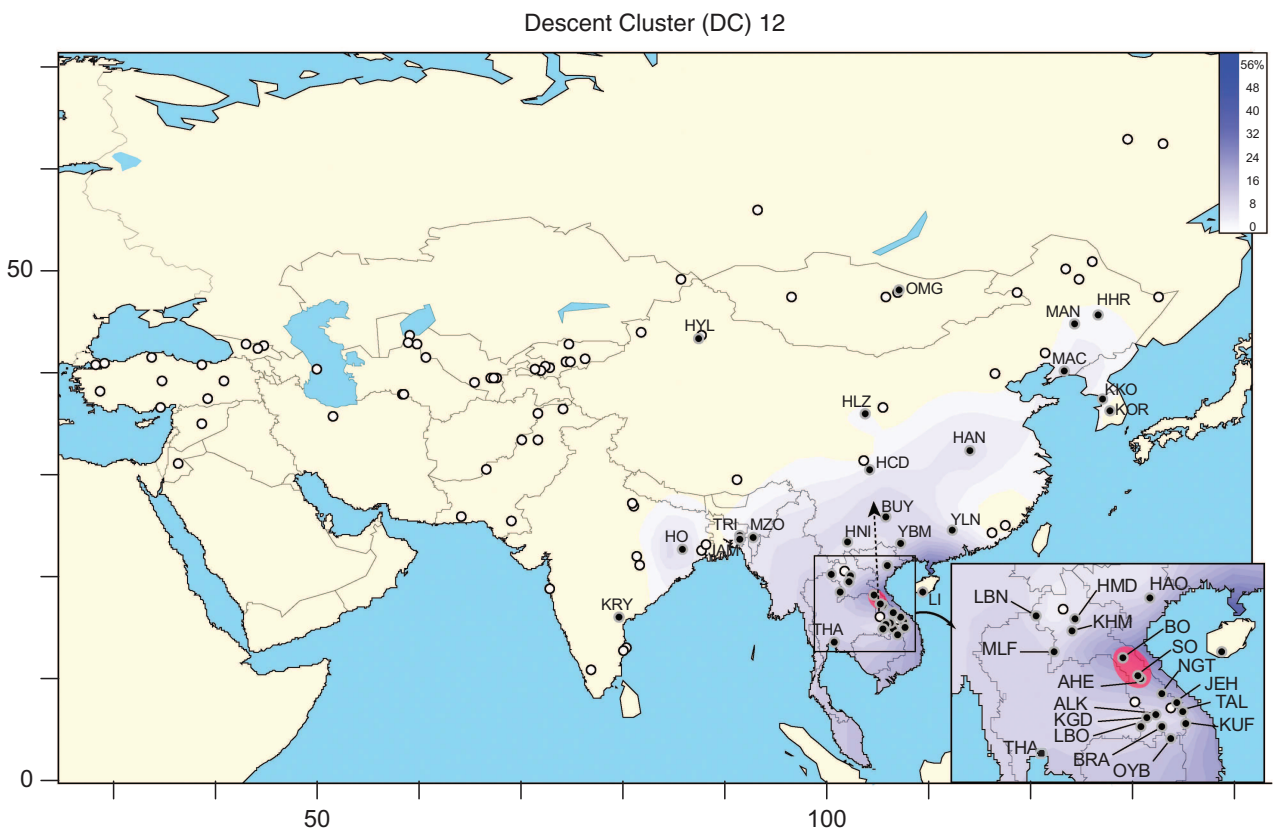 Descent Cluster (DC) 12
56%
48
40
32
24
16
8
0
50
0
50
100
OMG
HYL
MAN
HHR
MAC
KKO
KOR
HLZ
HAN
HCD
BUY
YLN
YBM
HNI
TRI
MZO
HO
JAM
KRY
THA
LI
LBN
HMD
HAO
KHM
BO
MLF
SO
NGT
AHE
JEH
ALK
TAL
KGD
KUF
LBO
THA
BRA
OYB